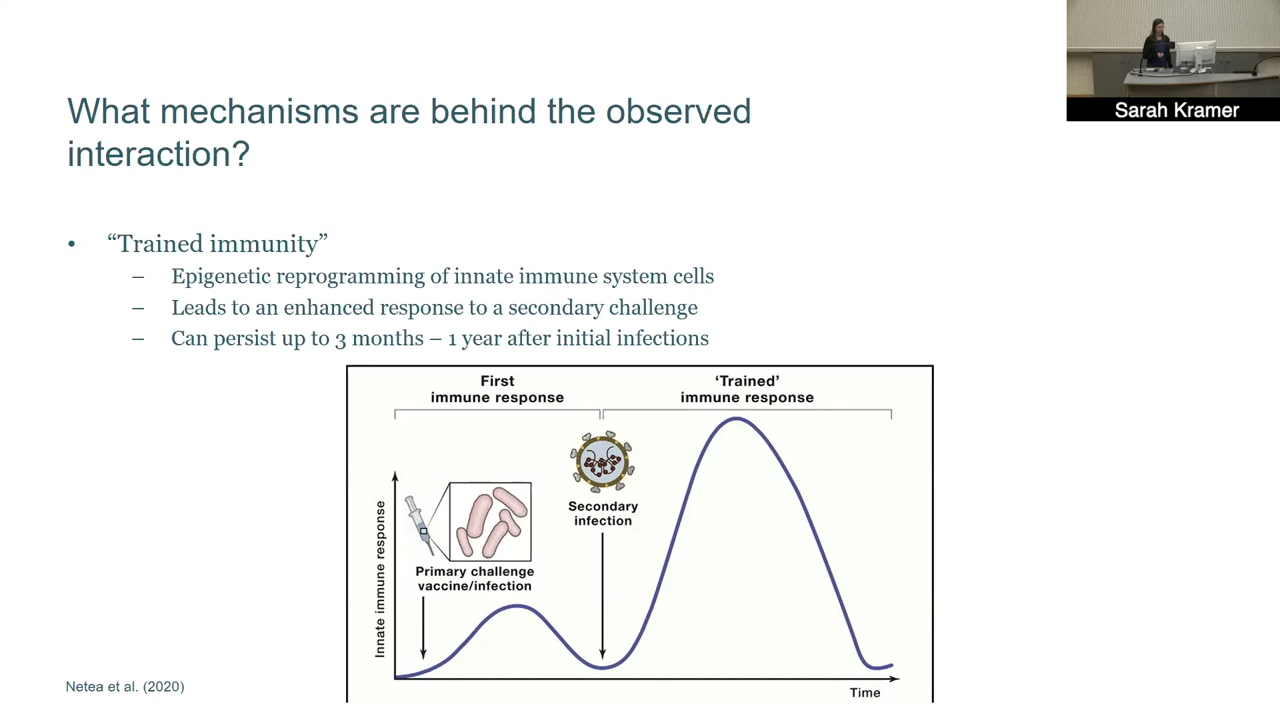 Sarah Kramer
What mechanisms are behind the observed
interaction?
• “Trained immunity”
– Epigenetic reprogramming of innate immune system cells
– Leads to an enhanced response to a secondary challenge
– Can persist up to 3 months – 1 year after initial infections
First
immune response
‘Trained’
immune response
Secondary
infection
Primary challenge
vaccine/infection
Innate immune response
Time
Netea et al. (2020)